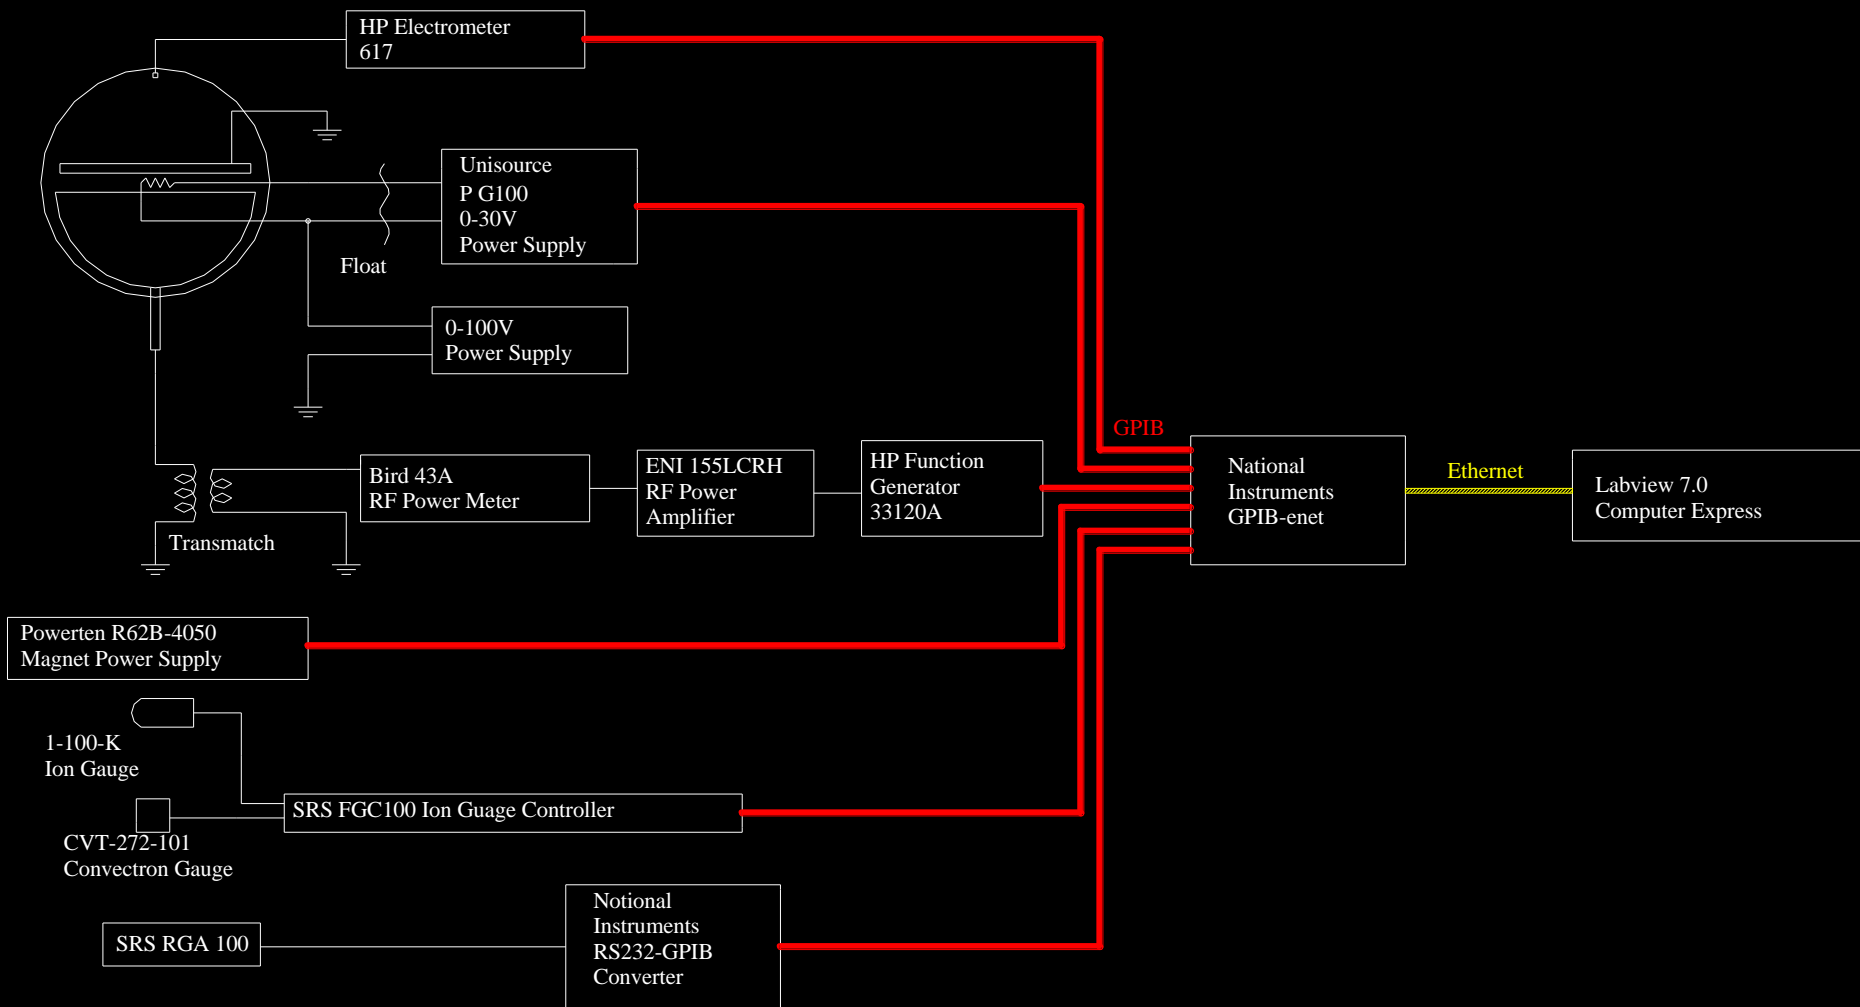 HP Electrometer
617
Unisource
P G100
0-30V
Power Supply
Float
0-100V
Power Supply
GPIB
Bird 43A
RF Power Meter
ENI 155LCRH
RF Power
Amplifier
HP Function
Generator
33120A
National
Instruments
GPIB-enet
Ethernet
Labview 7.0
Computer Express
Transmatch
Powerten R62B-4050
Magnet Power Supply
1-100-K
Ion Gauge
SRS FGC100 Ion Guage Controller
CVT-272-101
Convectron Gauge
SRS RGA 100
Notional
Instruments
RS232-GPIB
Converter